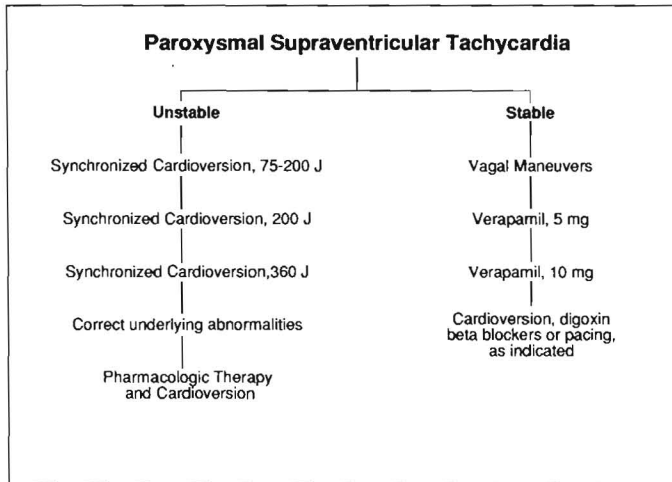 Paroxysmal Supraventricular Tachycardia
Unstable
Synchronized Cardioversion, 75-200 J
Synchronized Cardioversion, 200 J
Synchronized Cardioversion,360 J
Correct underlying abnormalities
Pharmacologic Therapy
and Cardioversion
Stable
Vagal Maneuvers
Verapamil, 5 mg
Verapamil, 10 mg
Cardioversion, digoxin
beta blockers or pacing,
as indicated